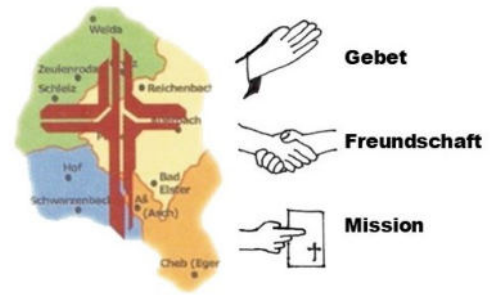 Weida
Zeulenroda
Schleiz
Reichenbach
Hof
Bad
Elster
Schwarzenbach
Aš
(Asch)
Cheb (Eger
Gebet
Freundschaft
Mission